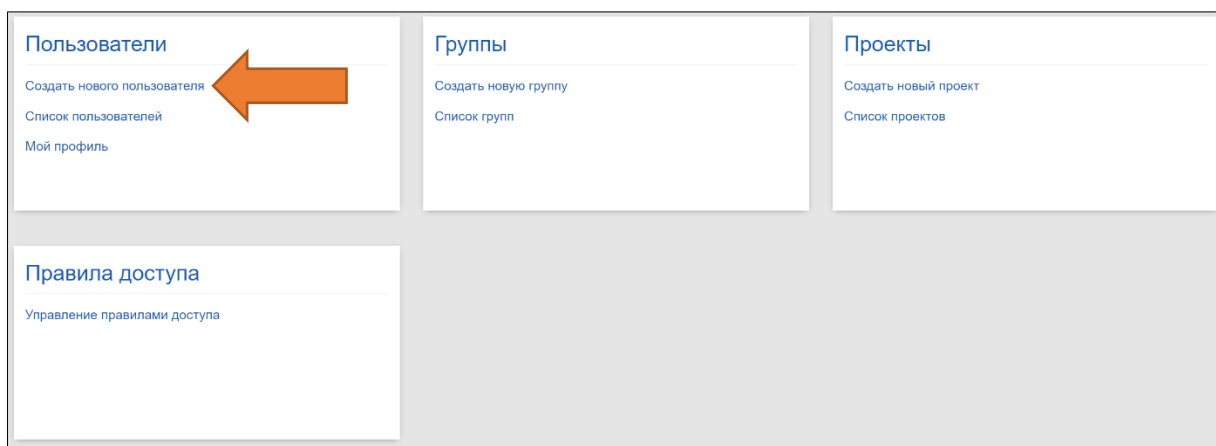 Пользователи
Создать нового пользователя
Список пользователей
Мой профиль
Группы
Создать новую группу
Список групп
Проекты
Создать новый проект
Список проектов
Правила доступа
Управление правилами доступа